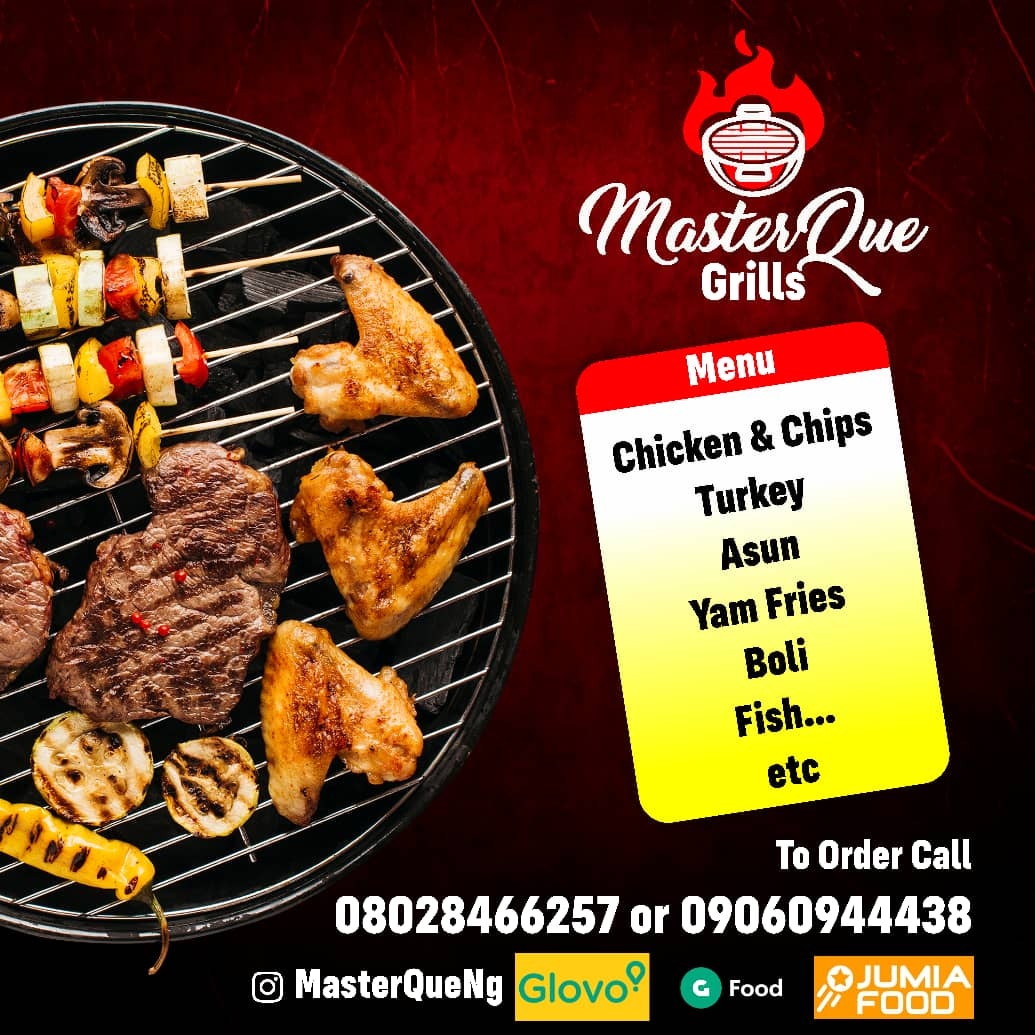 MasterQue
Grills
Menu
Chicken & Chips
Turkey
Asun
Yam Fries
Boli
Fish...
etc
To Order Call
08028466257 or 09060944438
MasterQueNg Glovo G Food JUMIA
FOOD